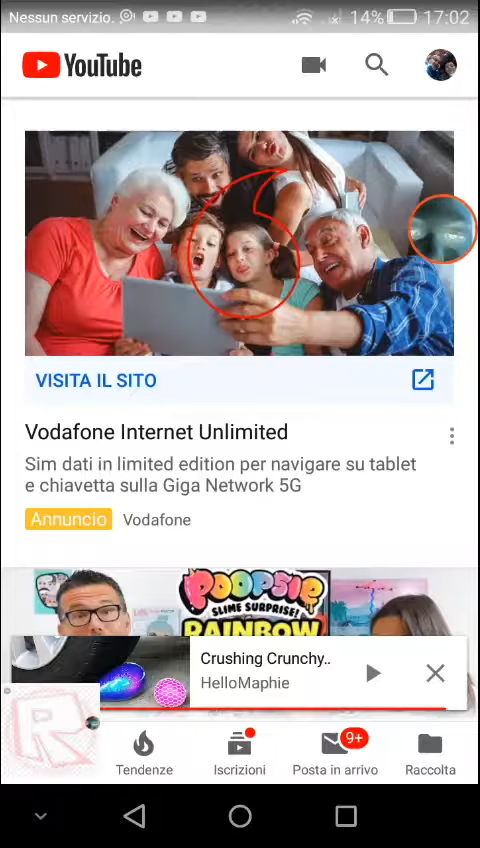 Nessun servizio.
14%
17:02
YouTube
VISITA IL SITO
Vodafone Internet Unlimited
Sim dati in limited edition per navigare su tablet
e chiavetta sulla Giga Network 5G
Annuncio Vodafone
POOPSIE
SLIME SURPRISE!
RAINBOW
Crushing Crunchy..
HelloMaphie
R
9+
Tendenze
Iscrizioni
Posta in arrivo
Raccolta